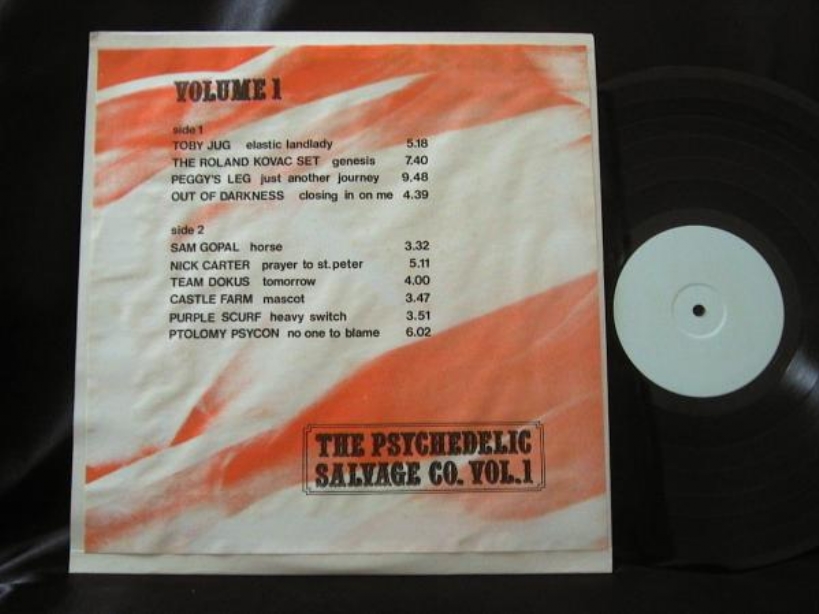 VOLUME 1
side 1
TOBY JUG elastic landlady 5.18
THE ROLAND KOVAC SET genesis 7.40
PEGGY'S LEG just another journey 9.48
OUT OF DARKNESS closing in on me 4.39
side 2
SAM GOPAL horse 3.32
NICK CARTER prayer to st.peter 5.11
TEAM DOKUS tomorrow 4.00
CASTLE FARM mascot 3.47
PURPLE SCURF heavy switch 3.51
PTOLOMY PSYCON no one to blame 6.02
THE PSYCHEDELIC
SALVAGE CO. VOL.1